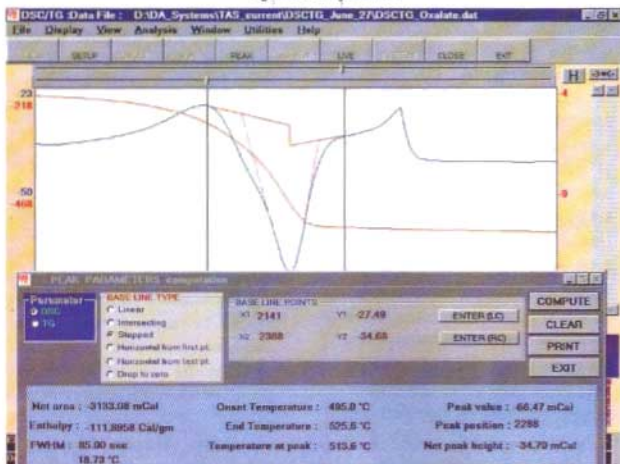 DSC/TG :Data File : D:\DA_Systems\TAS_current\DSCTG_June_27\DSCTG_Oxalate.dat
File Display View Analysis Window Utilities Help
SETUP PEAK LIVE CLOSE EXIT
H
23
-218
-4
-50
-468
-9
PEAK PARAMETERS computation
Parameter
DSC
TG
BASE LINE TYPE
Linear
Intersecting
Stepped
Horizontal from first pt.
Horizontal from last pt.
Drop to zero
BASE LINE POINTS
X1 2141 Y1 -27.49 ENTER (LC)
X2 2388 Y2 -34.68 ENTER (RC)
COMPUTE
CLEAR
PRINT
EXIT
Net area : -3133.08 mCal Onset Temperature : 495.0 °C Peak value : -66.47 mCal
Enthalpy : -111.8958 Cal/gm End Temperature : 525.6 °C Peak position : 2288
FWHM : 85.00 sec Temperature at peak : 513.6 °C Net peak height : -34.70 mCal
18.73 °C